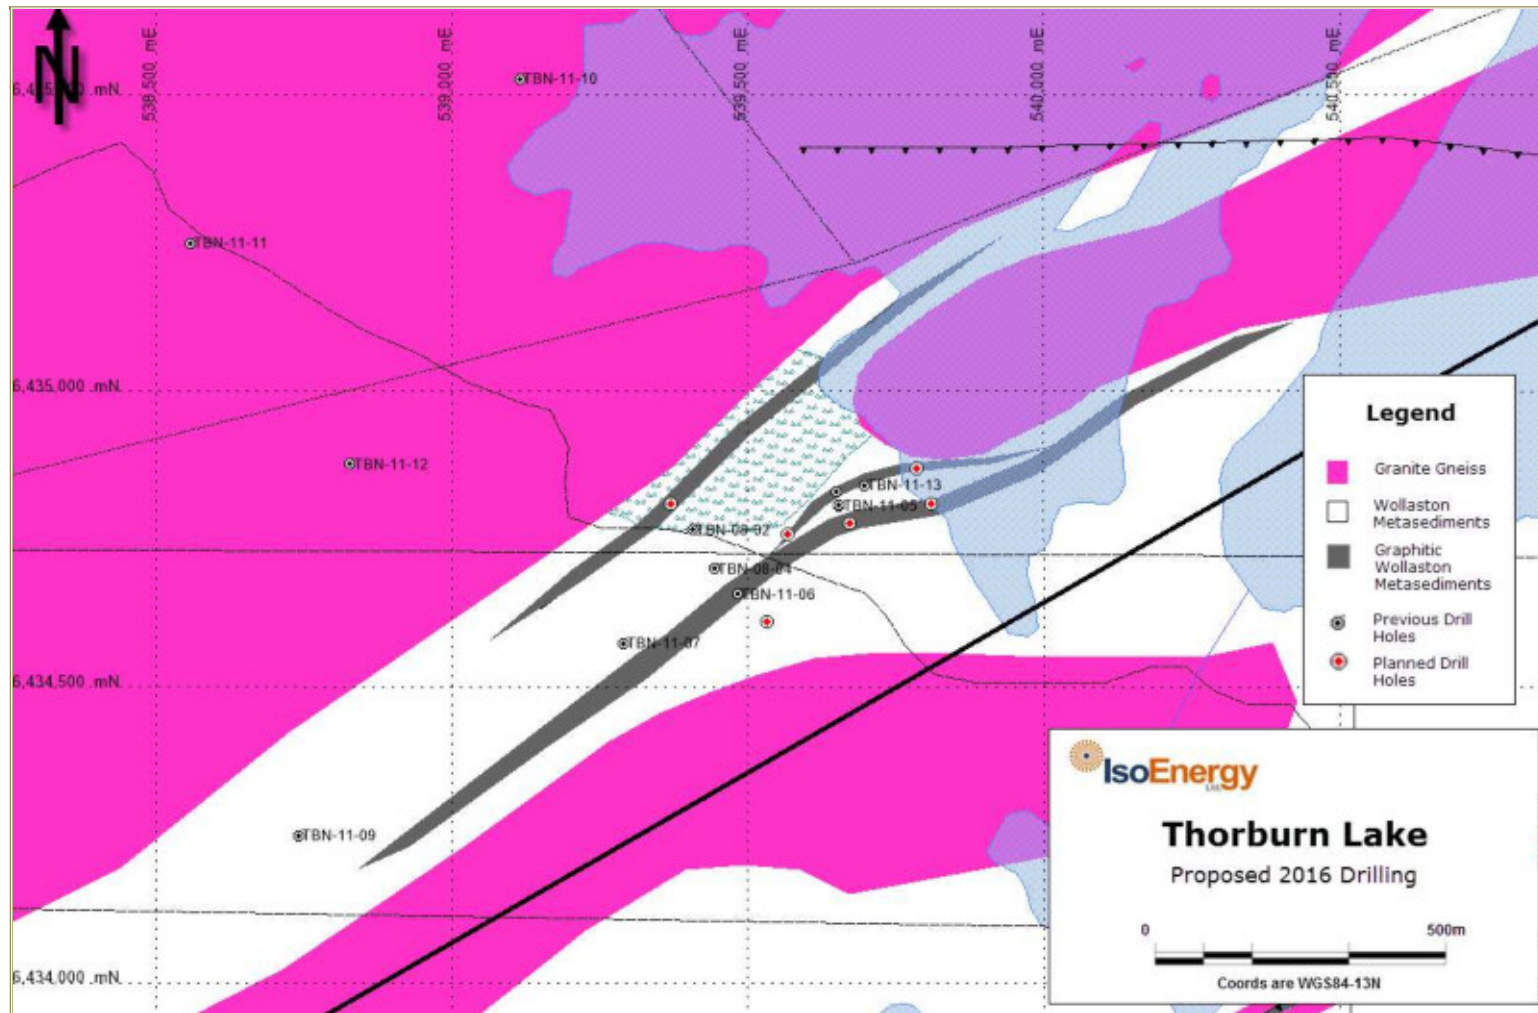 N
538,500 .mE
539,000 .mE
539,500 .mE
540,000 .mE
540,500 .mE
TBN-11-10
TBN-11-11
6,435,000 .mN
TBN-11-12
TBN-11-13
TBN-11-05
TBN-08-02
TBN-08-04
TBN-11-06
TBN-11-07
6,434,500 .mN
TBN-11-09
6,434,000 .mN
Legend
Granite Gneiss
Wollaston
Metasediments
Graphitic
Wollaston
Metasediments
Previous Drill
Holes
Planned Drill
Holes
IsoEnergy
Ltd.
Thorburn Lake
Proposed 2016 Drilling
0 500m
Coords are WGS84-13N